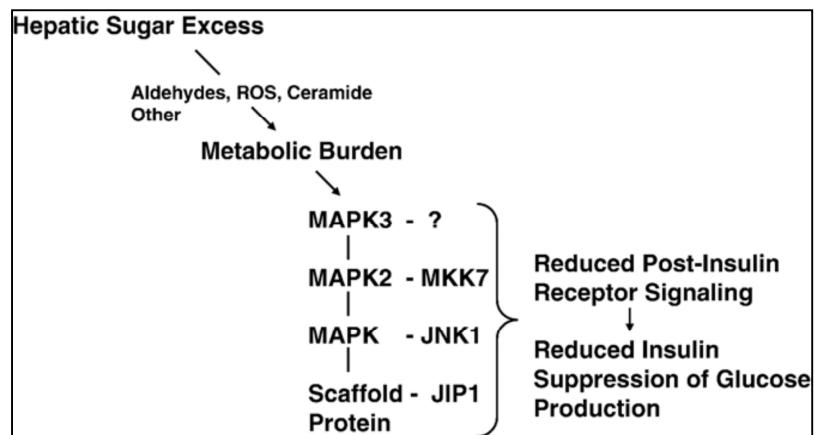 Hepatic Sugar Excess
Aldehydes, ROS, Ceramide
Other
Metabolic Burden
MAPK3 - ?
MAPK2 - MKK7
MAPK - JNK1
Scaffold - JIP1
Protein
Reduced Post-Insulin
Receptor Signaling
Reduced Insulin
Suppression of Glucose
Production